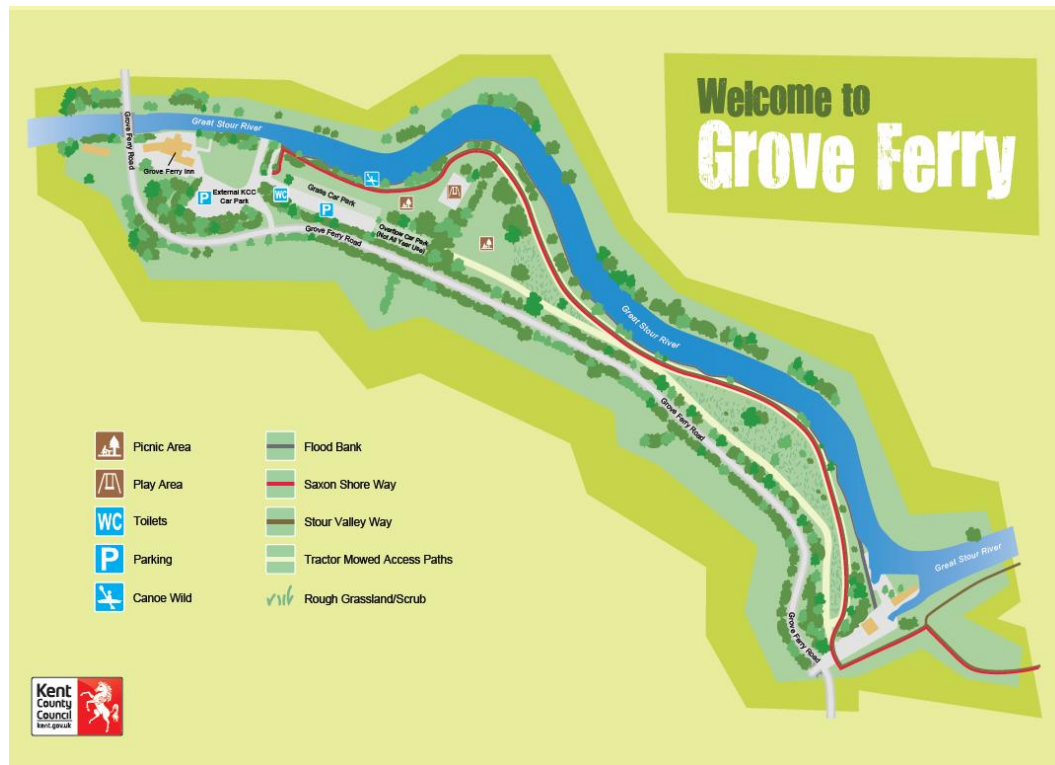 Welcome to
Grove Ferry
Great Stour River
Grove Ferry Road
Grove Ferry Inn
P
External KCC
Car Park
WC
Grass Car Park
P
Overflow Car Park
(Not All Year Use)
Grove Ferry Road
Great Stour River
Grove Ferry Road
Great Stour River
Grove Ferry Road
Picnic Area
Play Area
WC
Toilets
P
Parking
Canoe Wild
Flood Bank
Saxon Shore Way
Stour Valley Way
Tractor Mowed Access Paths
Rough Grassland/Scrub
Kent
County
Council
kent.gov.uk